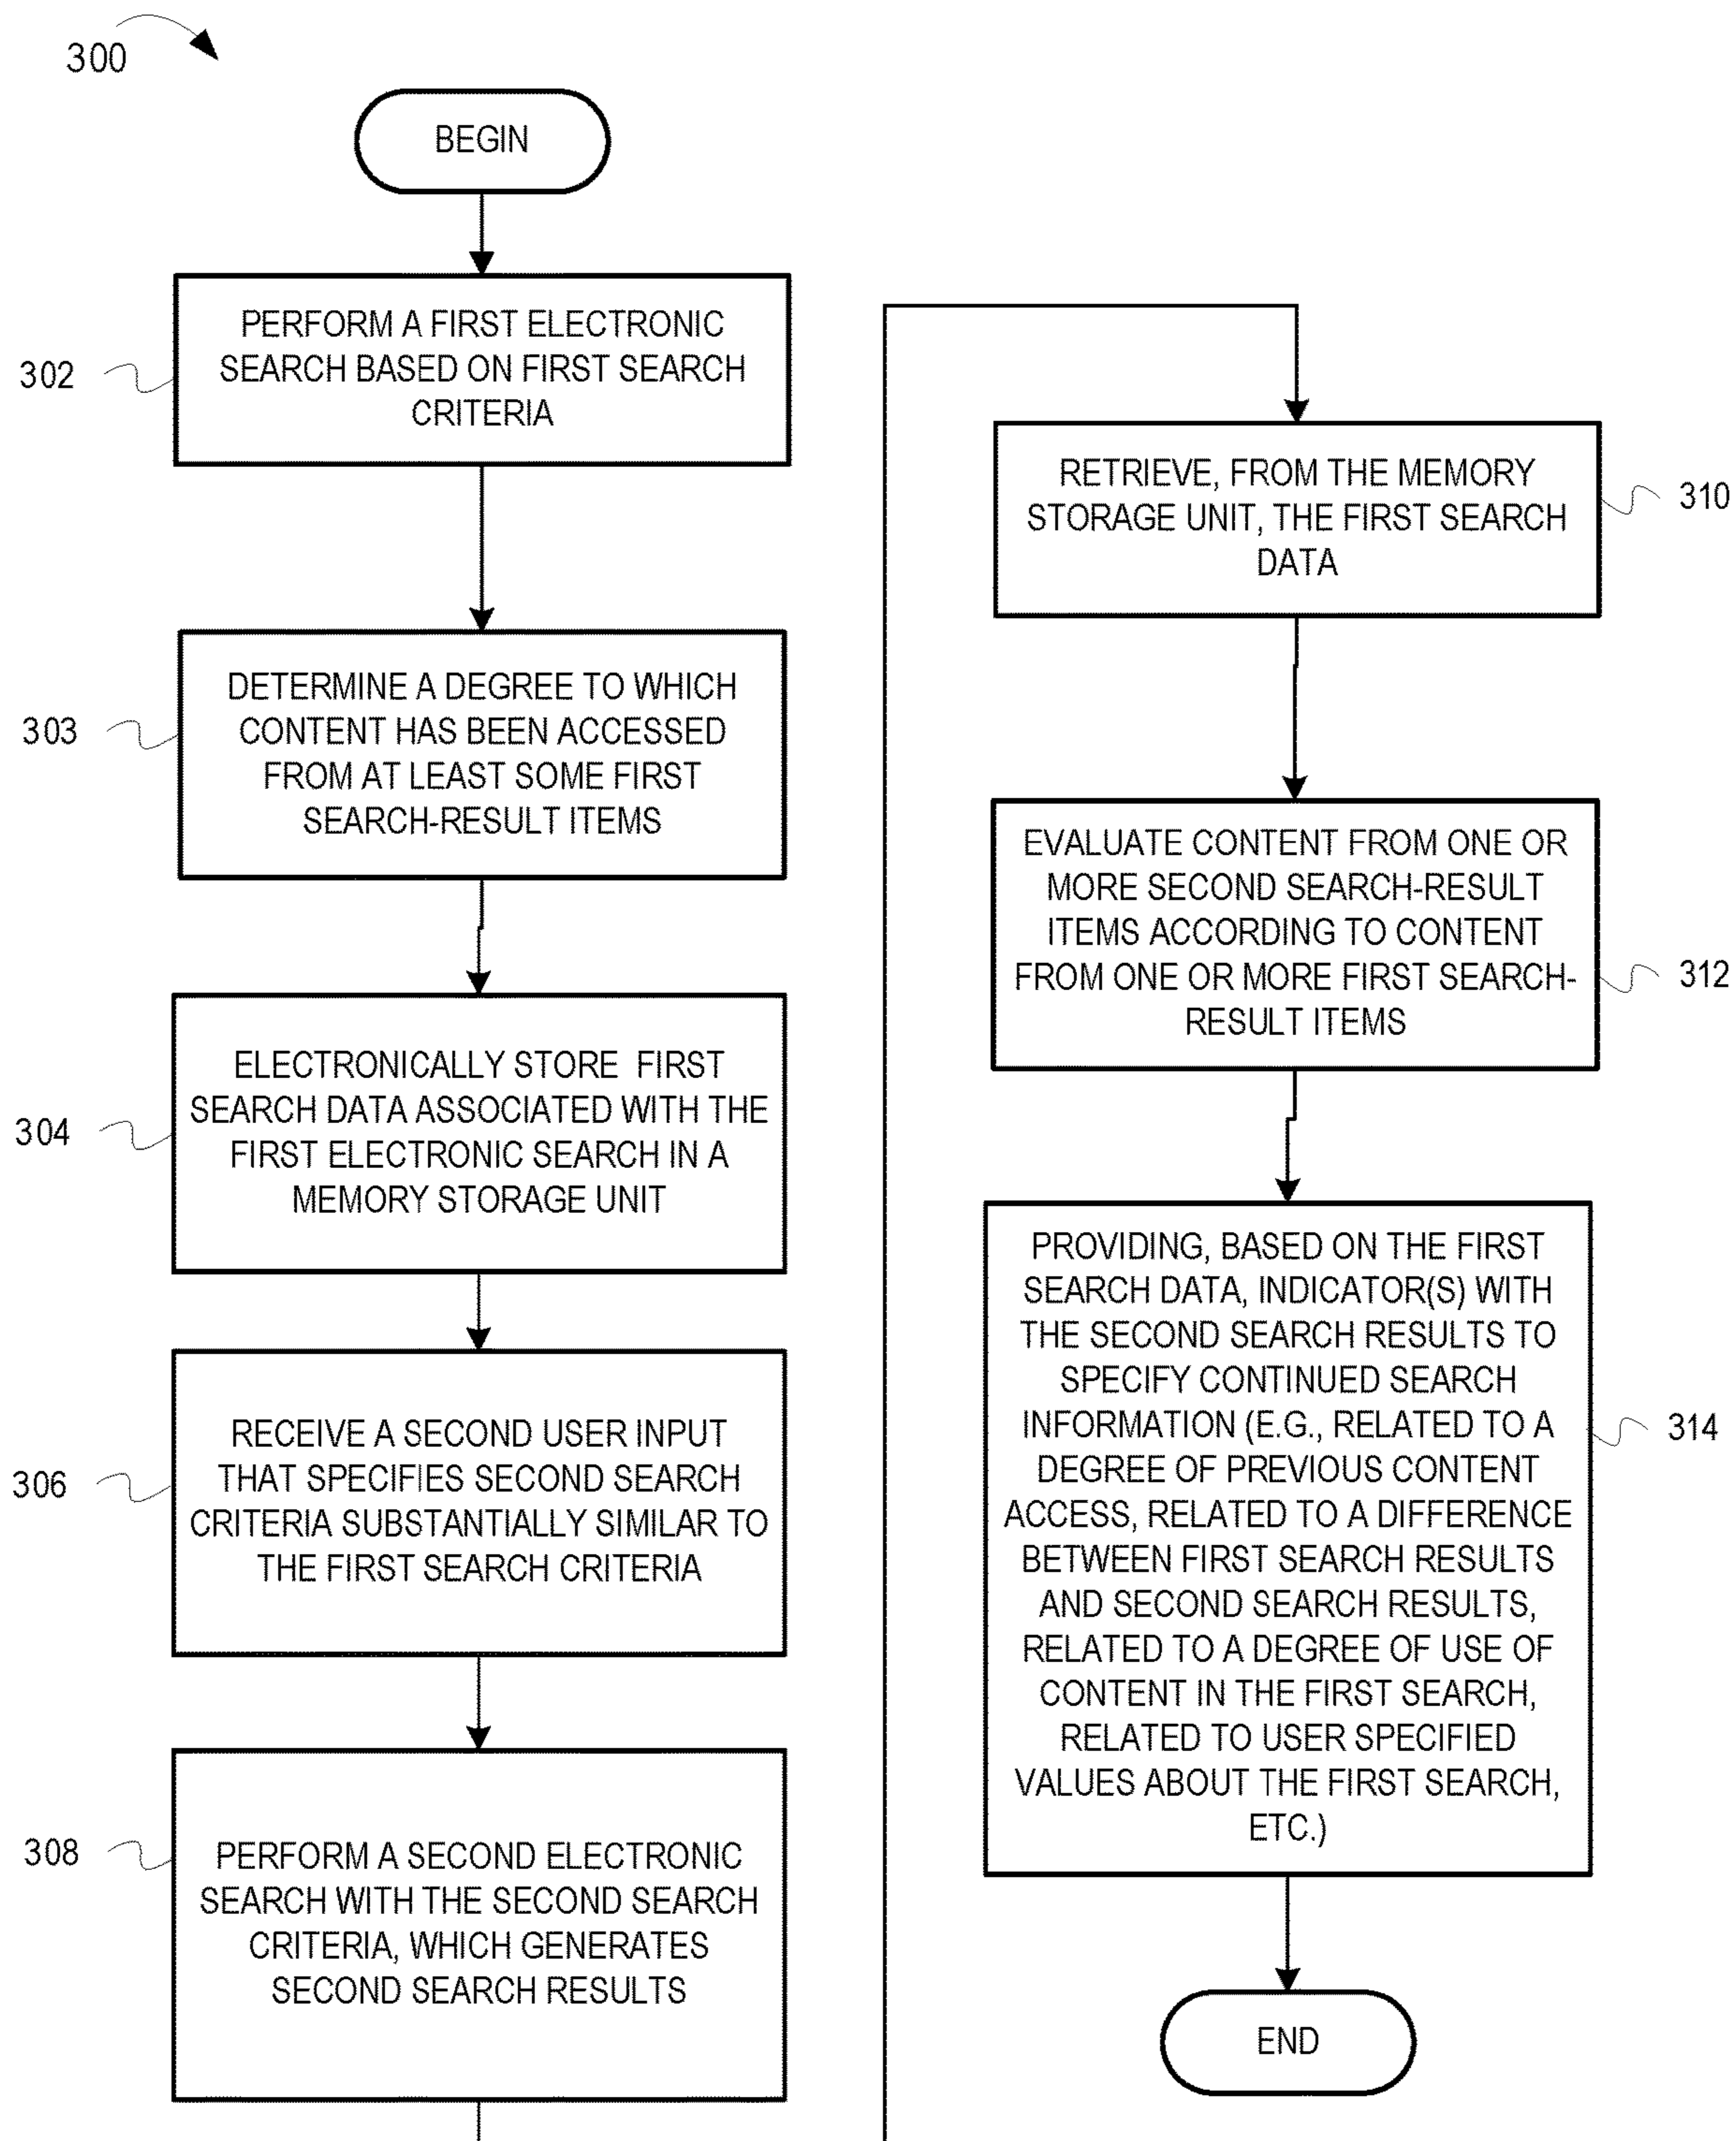 300
BEGIN
302
PERFORM A FIRST ELECTRONIC
SEARCH BASED ON FIRST SEARCH
CRITERIA
303
DETERMINE A DEGREE TO WHICH
CONTENT HAS BEEN ACCESSED
FROM AT LEAST SOME FIRST
SEARCH-RESULT ITEMS
304
ELECTRONICALLY STORE FIRST
SEARCH DATA ASSOCIATED WITH THE
FIRST ELECTRONIC SEARCH IN A
MEMORY STORAGE UNIT
306
RECEIVE A SECOND USER INPUT
THAT SPECIFIES SECOND SEARCH
CRITERIA SUBSTANTIALLY SIMILAR TO
THE FIRST SEARCH CRITERIA
308
PERFORM A SECOND ELECTRONIC
SEARCH WITH THE SECOND SEARCH
CRITERIA, WHICH GENERATES
SECOND SEARCH RESULTS
RETRIEVE, FROM THE MEMORY
STORAGE UNIT, THE FIRST SEARCH
DATA
310
EVALUATE CONTENT FROM ONE OR
MORE SECOND SEARCH-RESULT
ITEMS ACCORDING TO CONTENT
FROM ONE OR MORE FIRST SEARCH-
RESULT ITEMS
312
PROVIDING, BASED ON THE FIRST
SEARCH DATA, INDICATOR(S) WITH
THE SECOND SEARCH RESULTS TO
SPECIFY CONTINUED SEARCH
INFORMATION (E.G., RELATED TO A
DEGREE OF PREVIOUS CONTENT
ACCESS, RELATED TO A DIFFERENCE
BETWEEN FIRST SEARCH RESULTS
AND SECOND SEARCH RESULTS,
RELATED TO A DEGREE OF USE OF
CONTENT IN THE FIRST SEARCH,
RELATED TO USER SPECIFIED
VALUES ABOUT THE FIRST SEARCH,
ETC.)
314
END